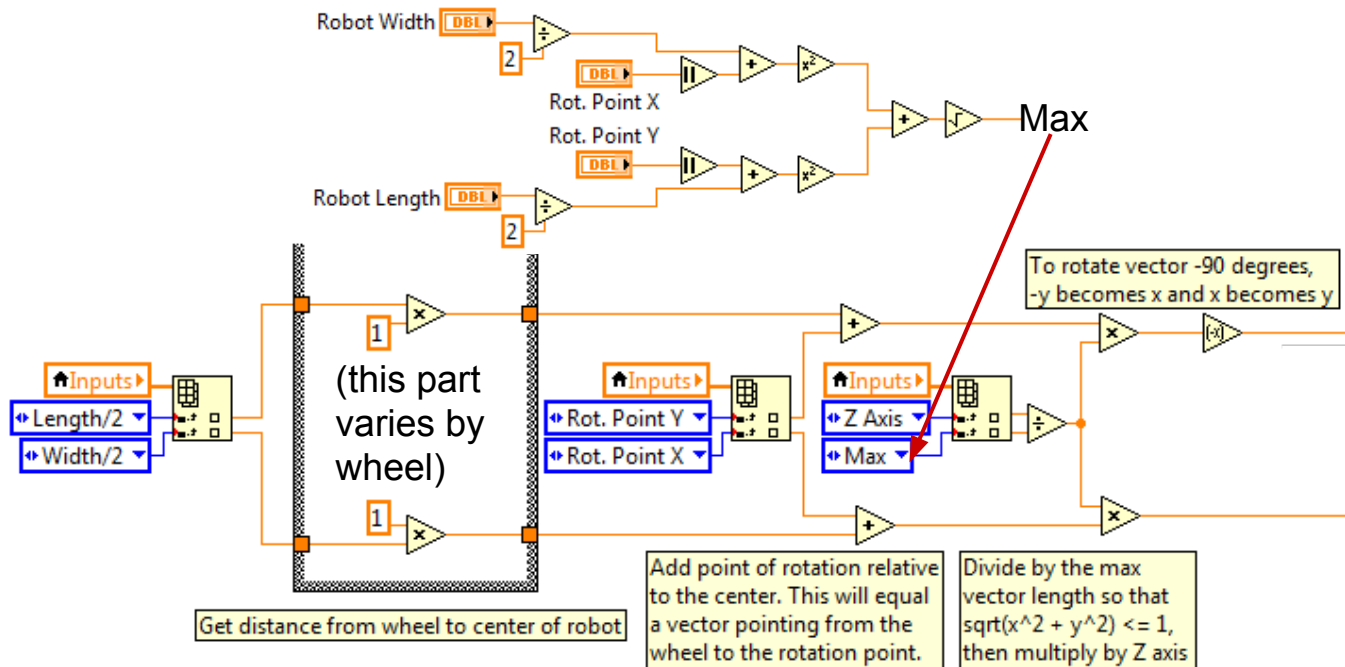 Robot Width DBL
÷
2
DBL
Rot. Point X
Rot. Point Y
DBL
Robot Length DBL
÷
2
+ x²
+ √ Max
+ x²
To rotate vector -90 degrees,
-y becomes x and x becomes y
×
1
(this part
varies by
wheel)
1
×
Inputs
Length/2
Width/2
+
Inputs
Rot. Point Y
Rot. Point X
+
Inputs
Z Axis
Max
÷
×
(-x)
×
Get distance from wheel to center of robot
Add point of rotation relative
to the center. This will equal
a vector pointing from the
wheel to the rotation point.
Divide by the max
vector length so that
sqrt(x^2 + y^2) <= 1,
then multiply by Z axis